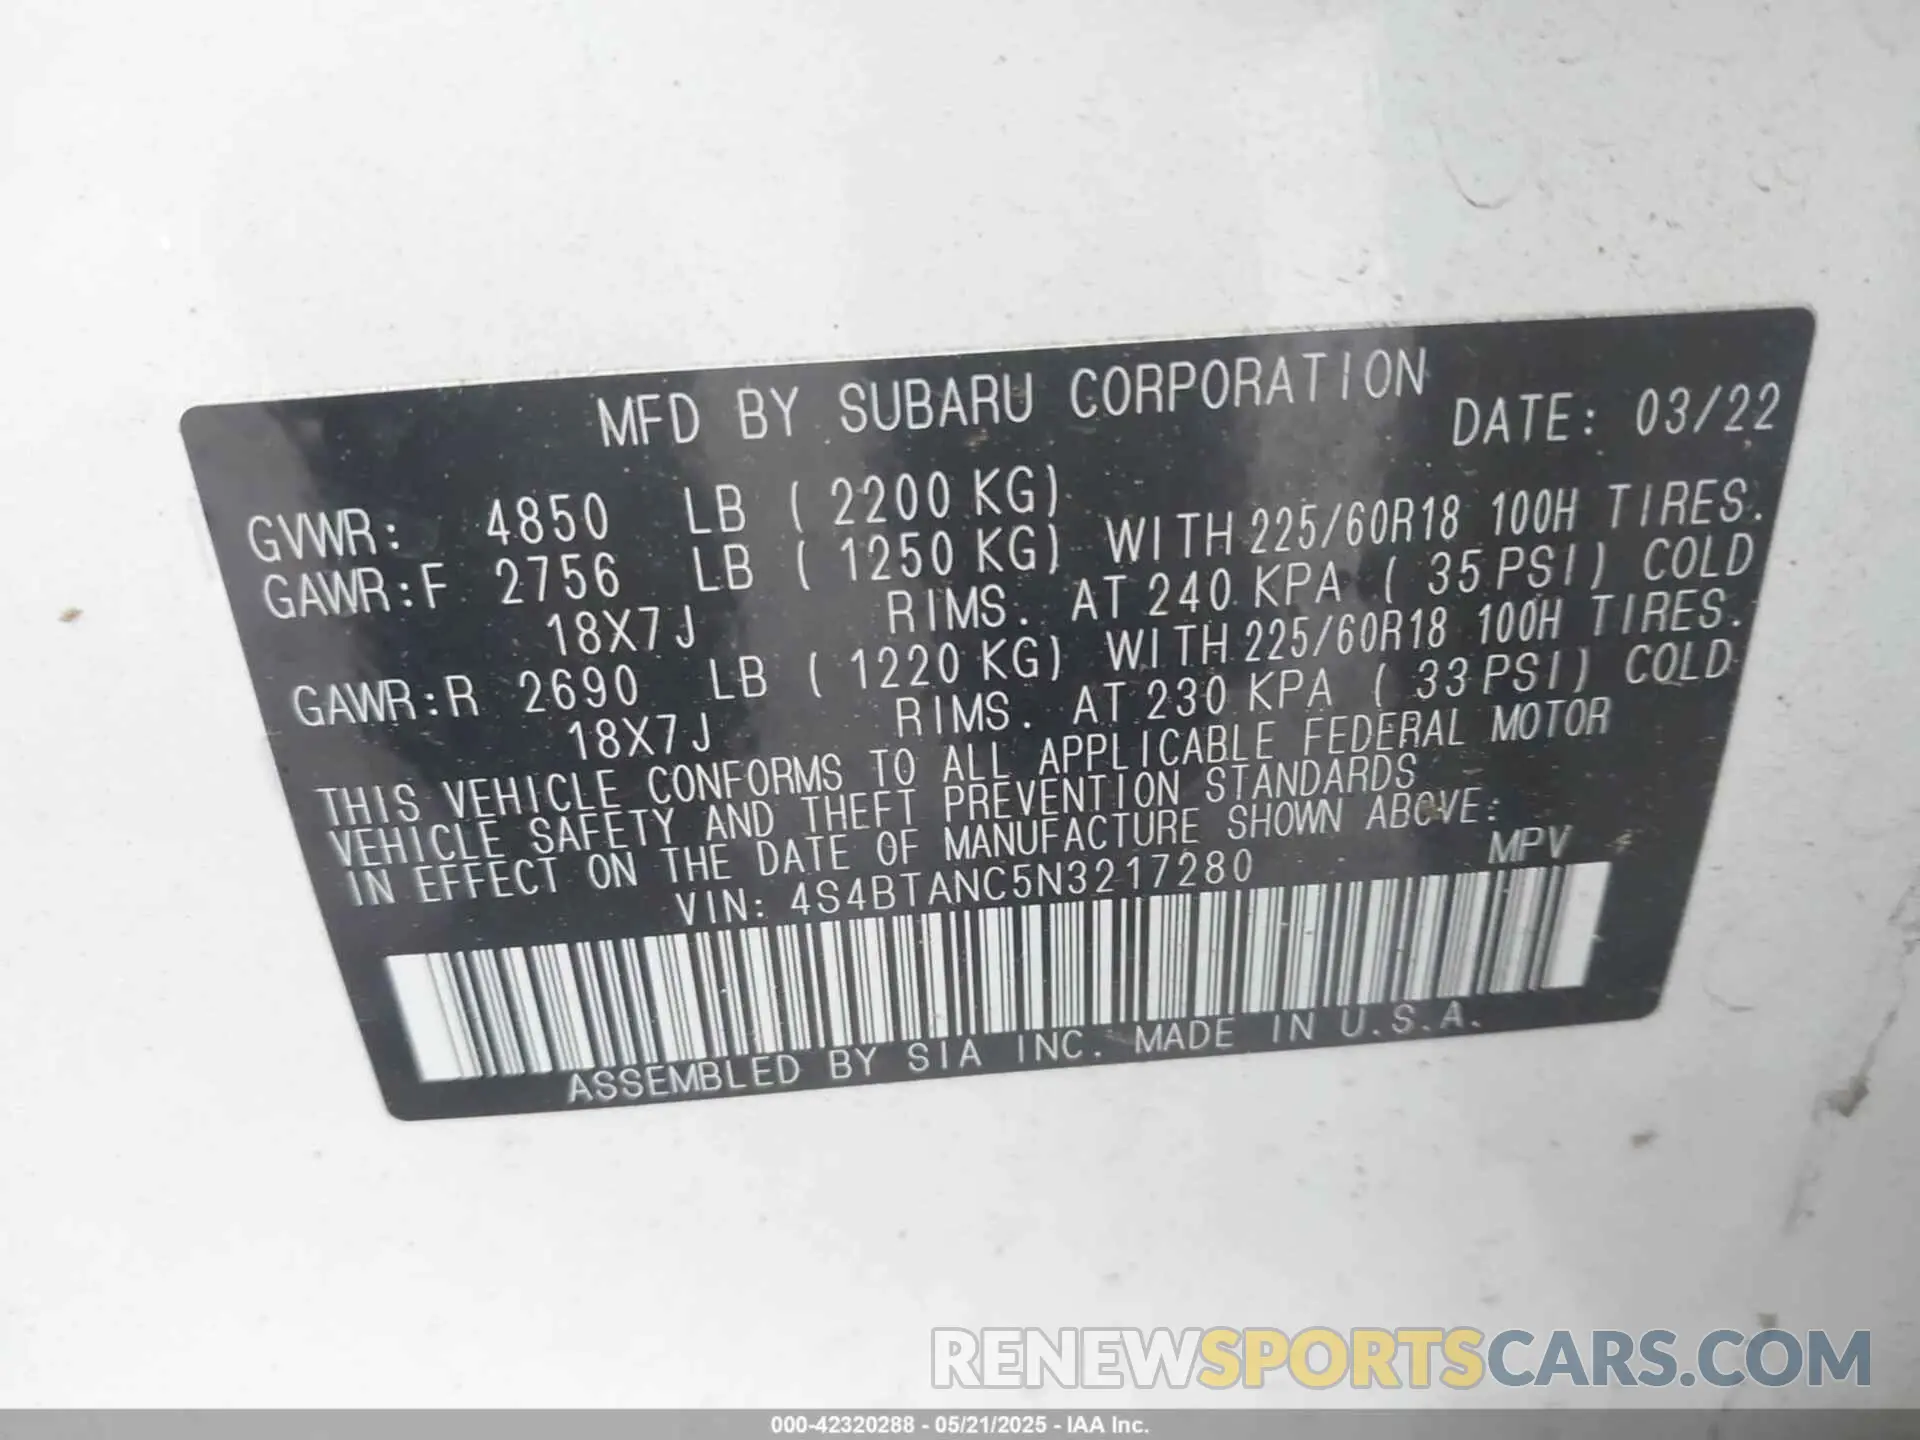 MFD BY SUBARU CORPORATION DATE: 03/22
GVWR: 4850 LB ( 2200 KG)
GAWR:F 2756 LB ( 1250 KG) WITH 225/60R18 100H TIRES.
18X7J RIMS. AT 240 KPA ( 35 PSI) COLD
GAWR:R 2690 LB ( 1220 KG) WITH 225/60R18 100H TIRES.
18X7J RIMS. AT 230 KPA ( 33 PSI) COLD
THIS VEHICLE CONFORMS TO ALL APPLICABLE FEDERAL MOTOR
VEHICLE SAFETY AND THEFT PREVENTION STANDARDS
IN EFFECT ON THE DATE OF MANUFACTURE SHOWN ABOVE:
VIN: 4S4BTANC5N3217280 MPV
ASSEMBLED BY SIA INC. MADE IN U.S.A.
RENEWSPORTSCARS.COM
000-42320288 - 05/21/2025 - IAA Inc.